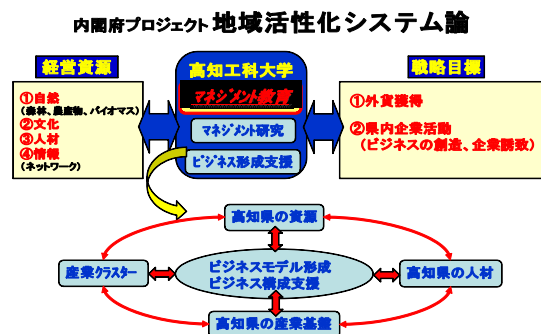 内閣府プロジェクト 地域活性化システム論
経営資源
高知工科大学
戦略目標
①自然
(森林、農産物、バイオマス)
②文化
③人材
④情報
(ネットワーク)
マネジメント教育
マネジメント研究
ビジネス形成支援
①外貨獲得
②県内企業活動
(ビジネスの創造、企業誘致)
高知県の資源
産業クラスター
ビジネスモデル形成
ビジネス構成支援
高知県の人材
高知県の産業基盤